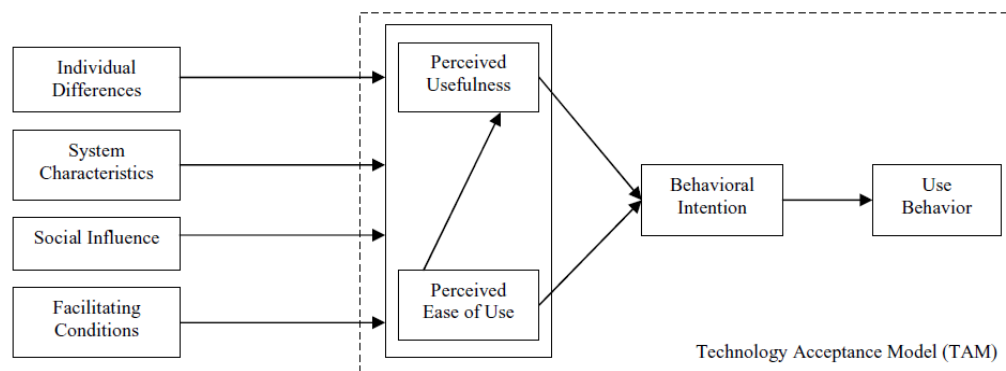 Individual
Differences
System
Characteristics
Social Influence
Facilitating
Conditions
Perceived
Usefulness
Perceived
Ease of Use
Behavioral
Intention
Use
Behavior
Technology Acceptance Model (TAM)